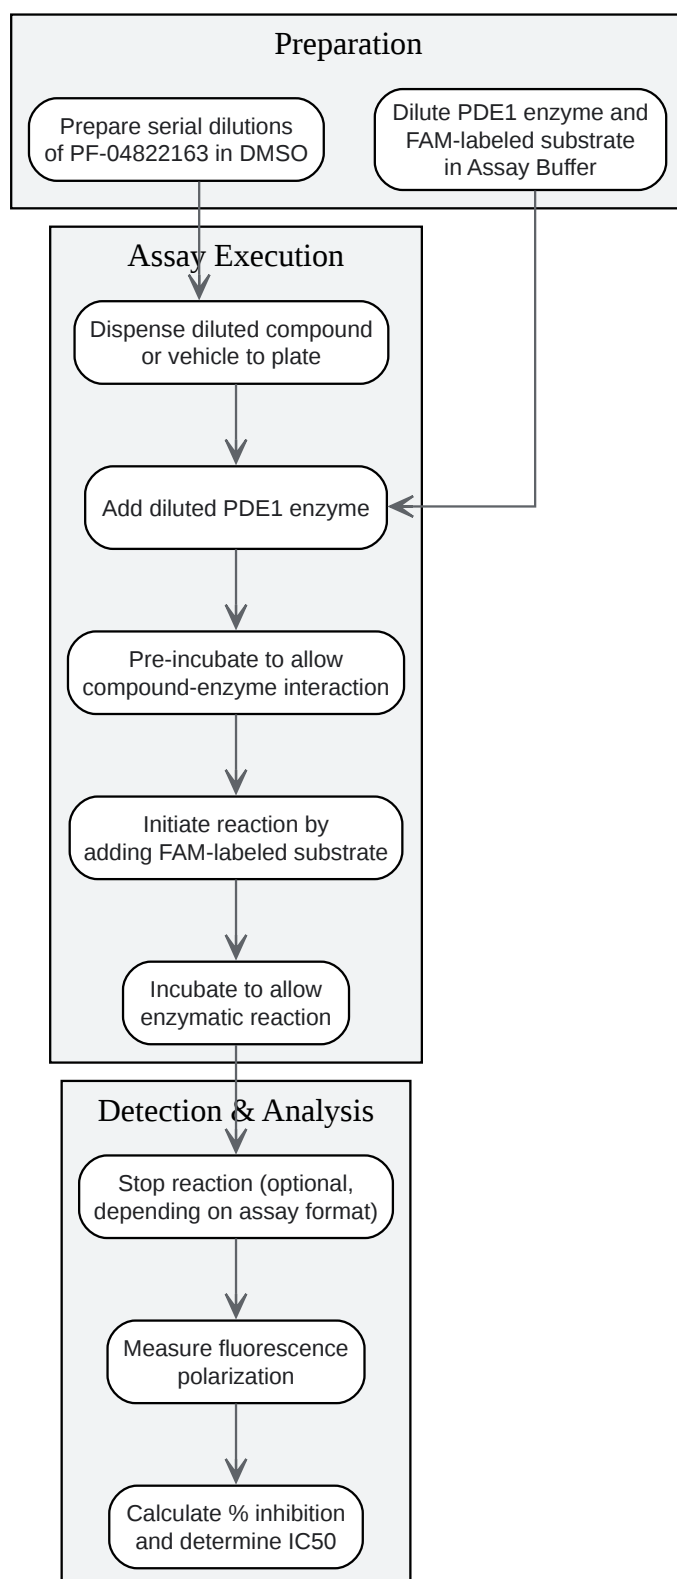 Preparation
Prepare serial dilutions
of PF-04822163 in DMSO
Dilute PDE1 enzyme and
FAM-labeled substrate
in Assay Buffer
Assay Execution
Dispense diluted compound
or vehicle to plate
Add diluted PDE1 enzyme
Pre-incubate to allow
compound-enzyme interaction
Initiate reaction by
adding FAM-labeled substrate
Incubate to allow
enzymatic reaction
Detection & Analysis
Stop reaction (optional,
depending on assay format)
Measure fluorescence
polarization
Calculate % inhibition
and determine IC50